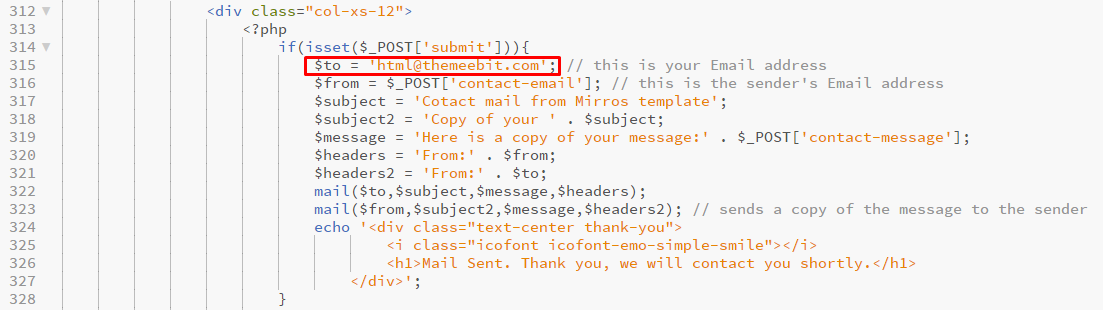 312 <div class="col-xs-12">
313 <?php
314 if(isset($_POST['submit'])){
315 $to = 'html@themeebit.com'; // this is your Email address
316 $from = $_POST['contact-email']; // this is the sender's Email address
317 $subject = 'Cotact mail from Mirros template';
318 $subject2 = 'Copy of your ' . $subject;
319 $message = 'Here is a copy of your message:' . $_POST['contact-message'];
320 $headers = 'From:' . $from;
321 $headers2 = 'From:' . $to;
322 mail($to,$subject,$message,$headers);
323 mail($from,$subject2,$message,$headers2); // sends a copy of the message to the sender
324 echo '<div class="text-center thank-you">
325 <i class="icofont icofont-emo-simple-smile"></i>
326 <h1>Mail Sent. Thank you, we will contact you shortly.</h1>
327 </div>';
328 }